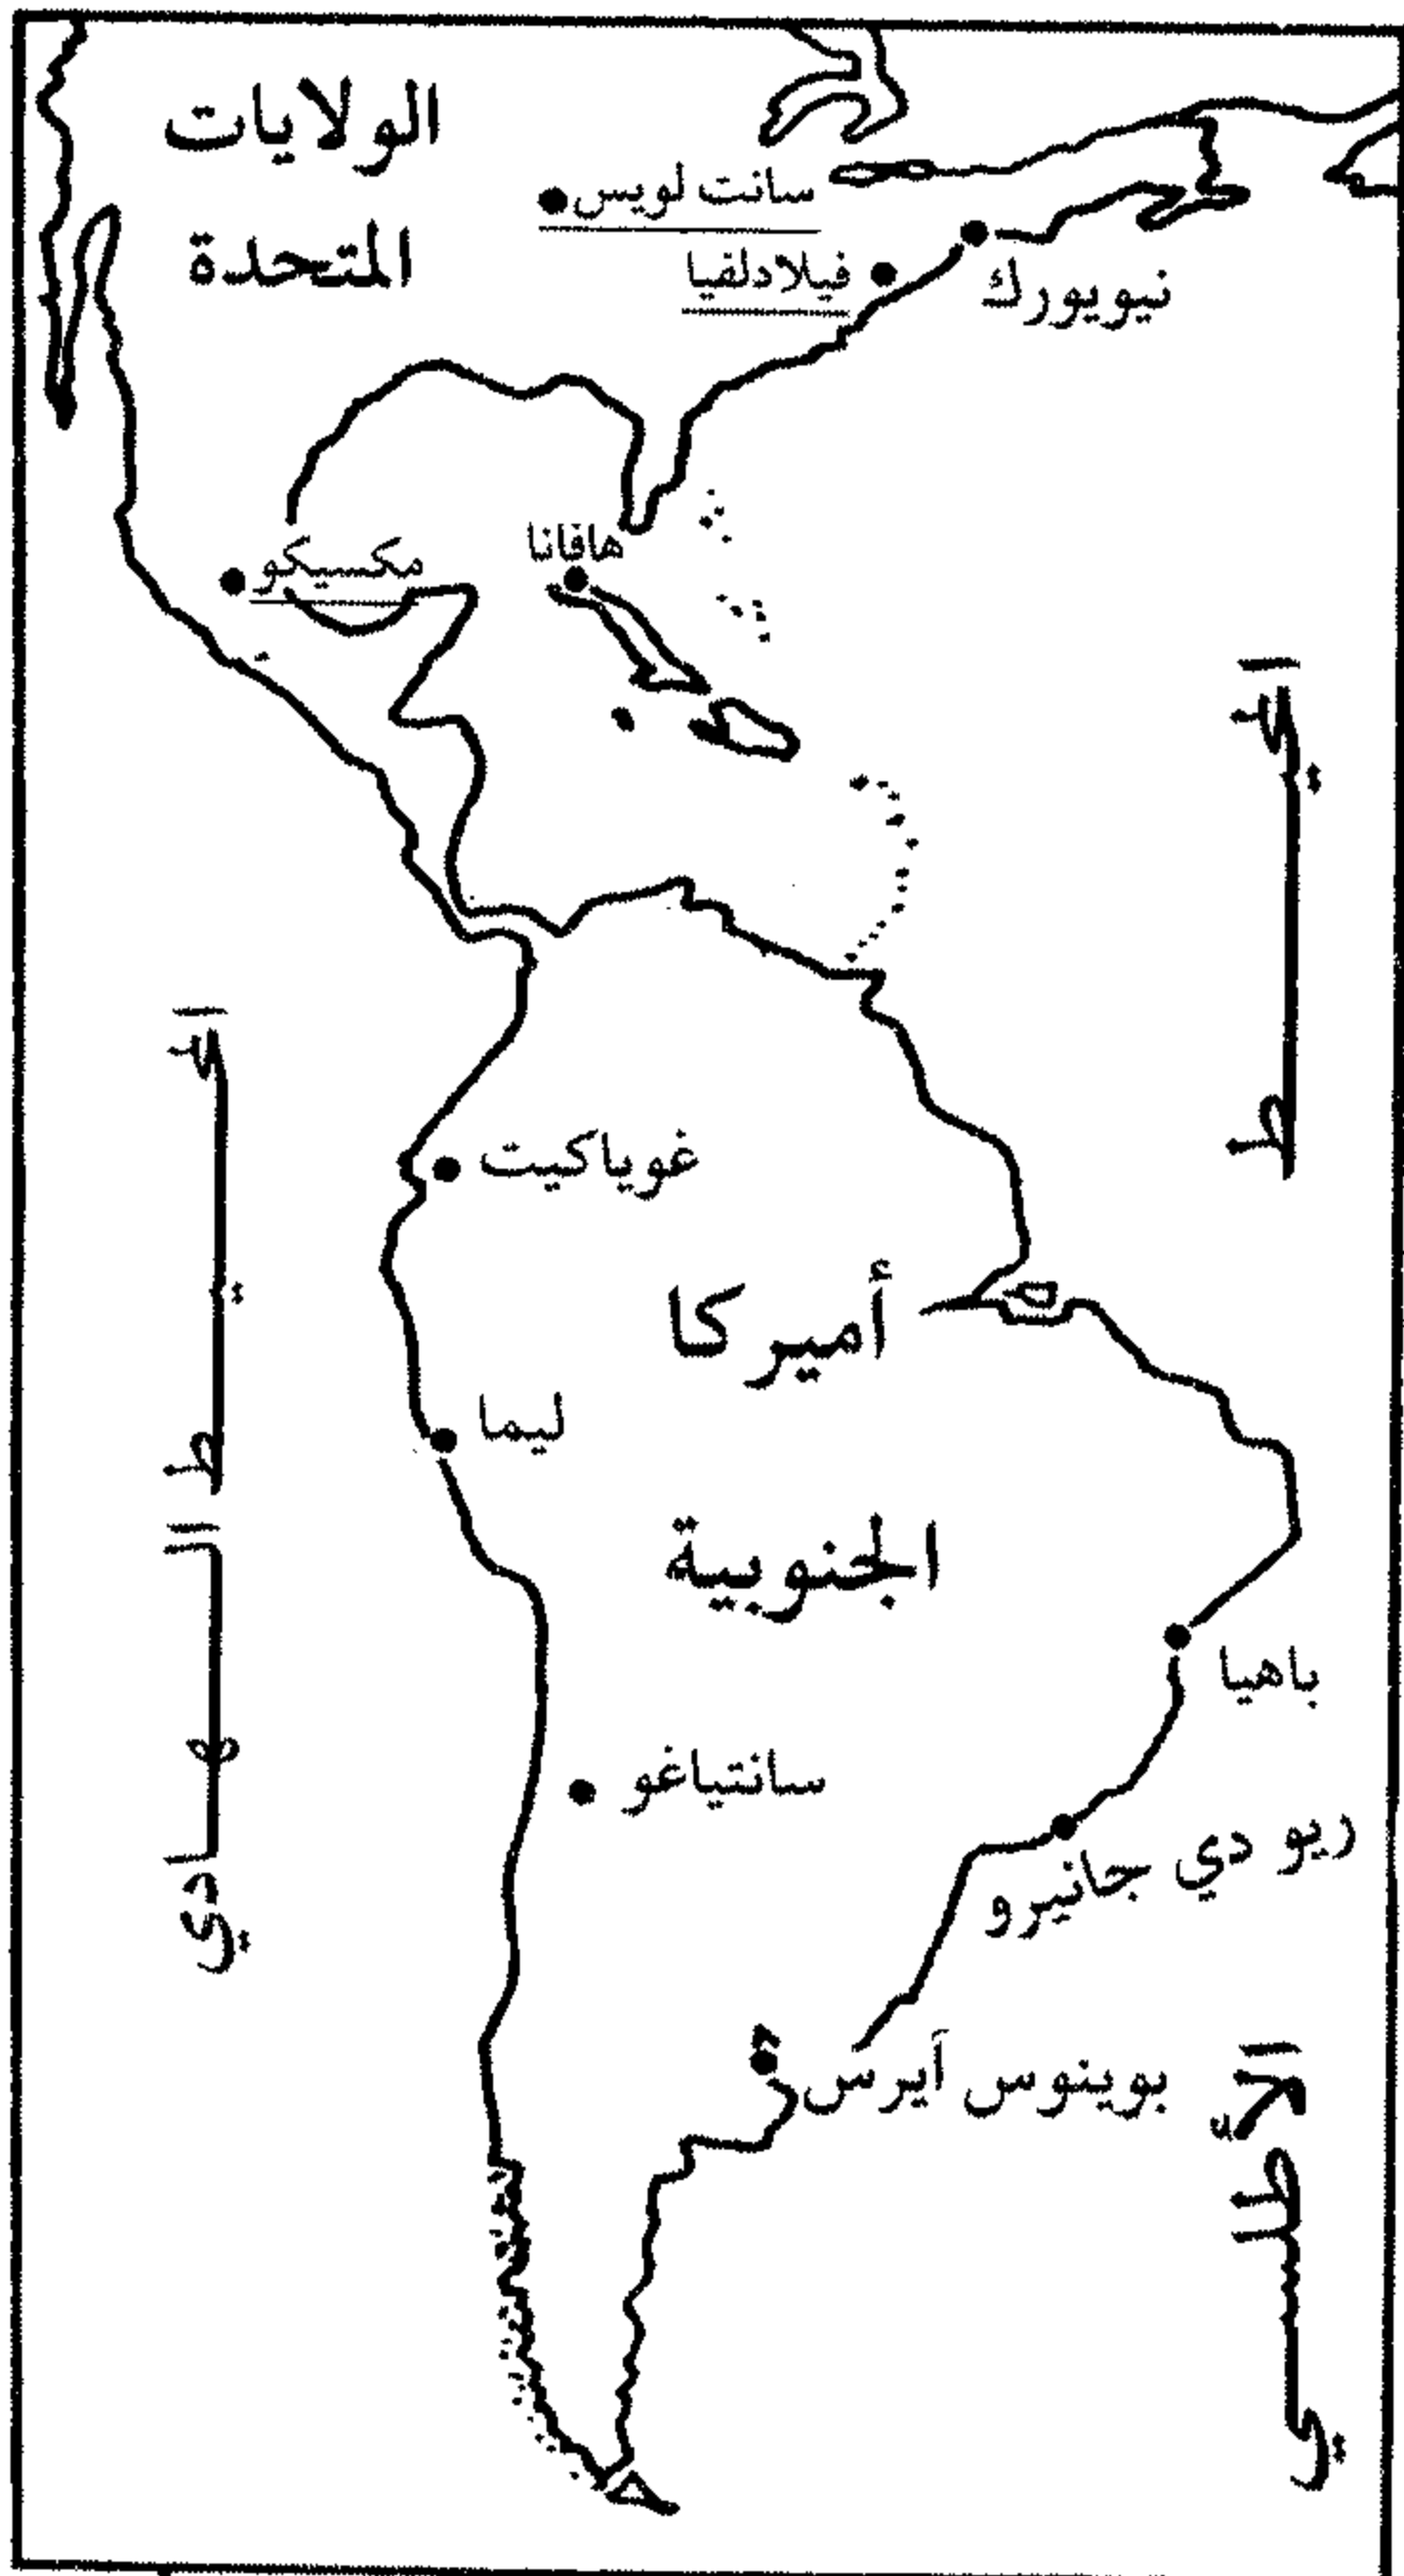 الولايات
المتحدة
سانت لويس
فيلادلفيا
نيويورك
مكسيكو
هافانا
المحيط
غوياكيت
أميركا
ليما
الجنوبية
المحيط الهادي
باهيا
سانتياغو
ريو دي جانيرو
بوينوس آيرس
الأطلسي